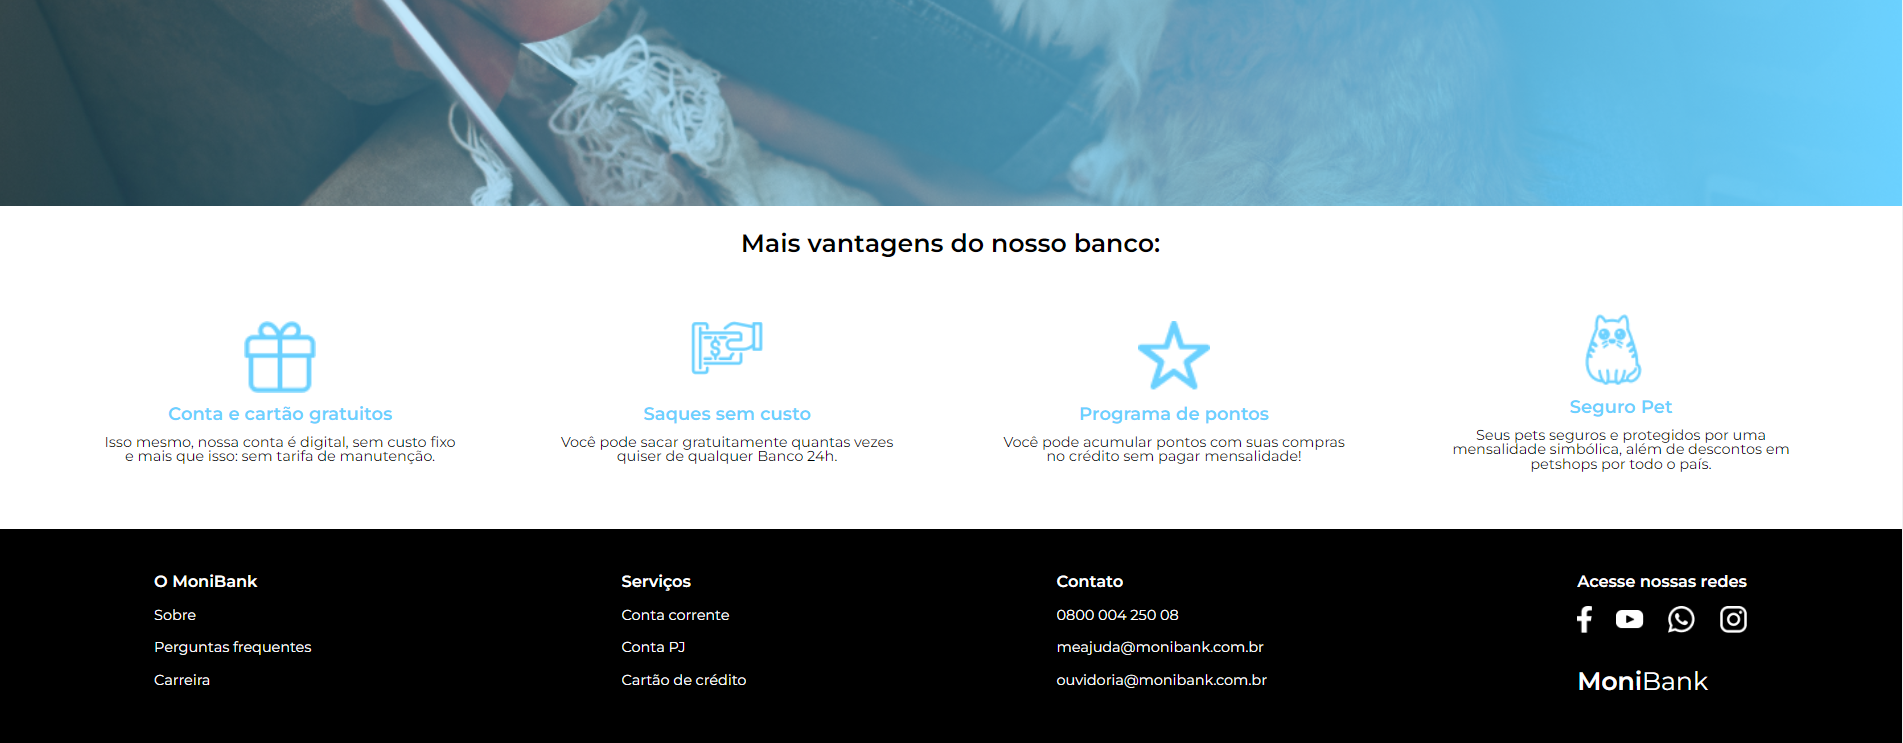 Mais vantagens do nosso banco:
Conta e cartão gratuitos
Isso mesmo, nossa conta é digital, sem custo fixo
e mais que isso: sem tarifa de manutenção.
Saques sem custo
Você pode sacar gratuitamente quantas vezes
quiser de qualquer Banco 24h.
Programa de pontos
Você pode acumular pontos com suas compras
no crédito sem pagar mensalidade!
Seguro Pet
Seus pets seguros e protegidos por uma
mensalidade simbólica, além de descontos em
petshops por todo o país.
O MoniBank
Sobre
Perguntas frequentes
Carreira
Serviços
Conta corrente
Conta PJ
Cartão de crédito
Contato
0800 004 250 08
meajuda@monibank.com.br
ouvidoria@monibank.com.br
Acesse nossas redes
MoniBank